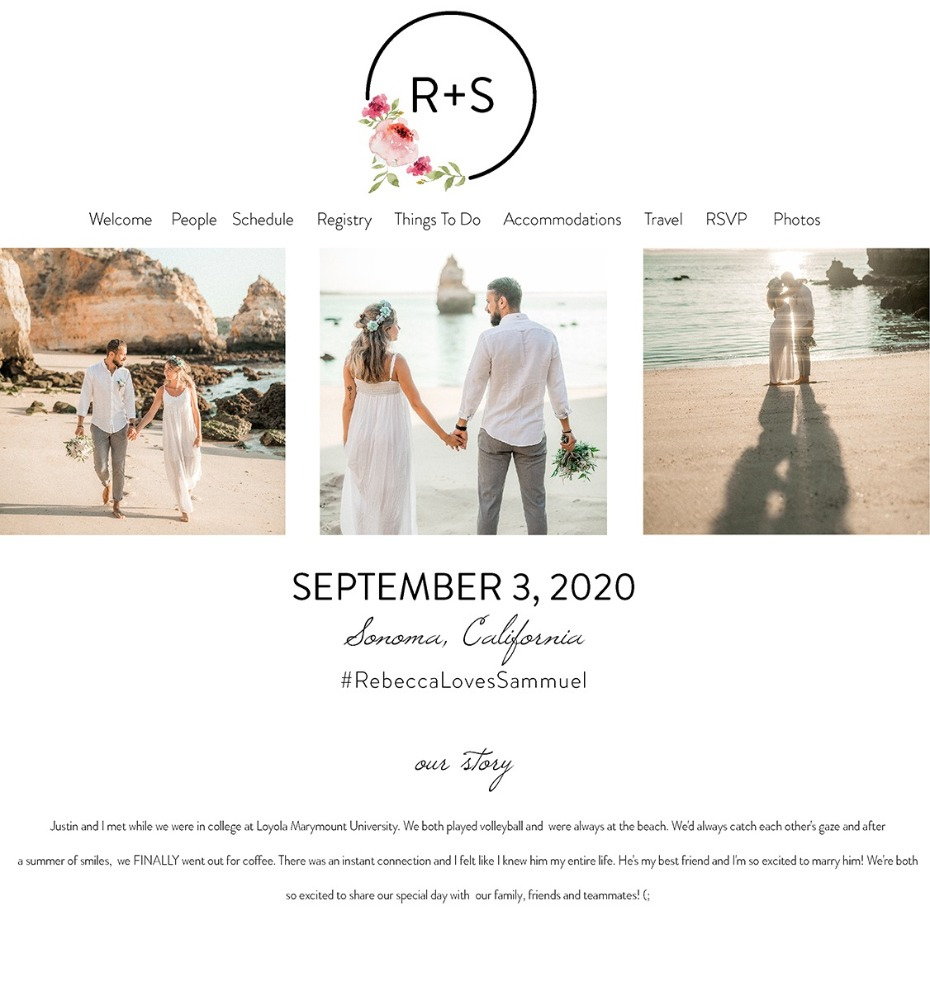 R+S
Welcome People Schedule Registry Things To Do Accommodations Travel RSVP Photos
SEPTEMBER 3, 2020
Sonoma, California
#RebeccaLovesSammuel
our story
Justin and I met while we were in college at Loyola Marymount University. We both played volleyball and were always at the beach. We'd always catch each other's gaze and after
a summer of smiles, we FINALLY went out for coffee. There was an instant connection and I felt like I knew him my entire life. He's my best friend and I'm so excited to marry him! We're both
so excited to share our special day with our family, friends and teammates! (;